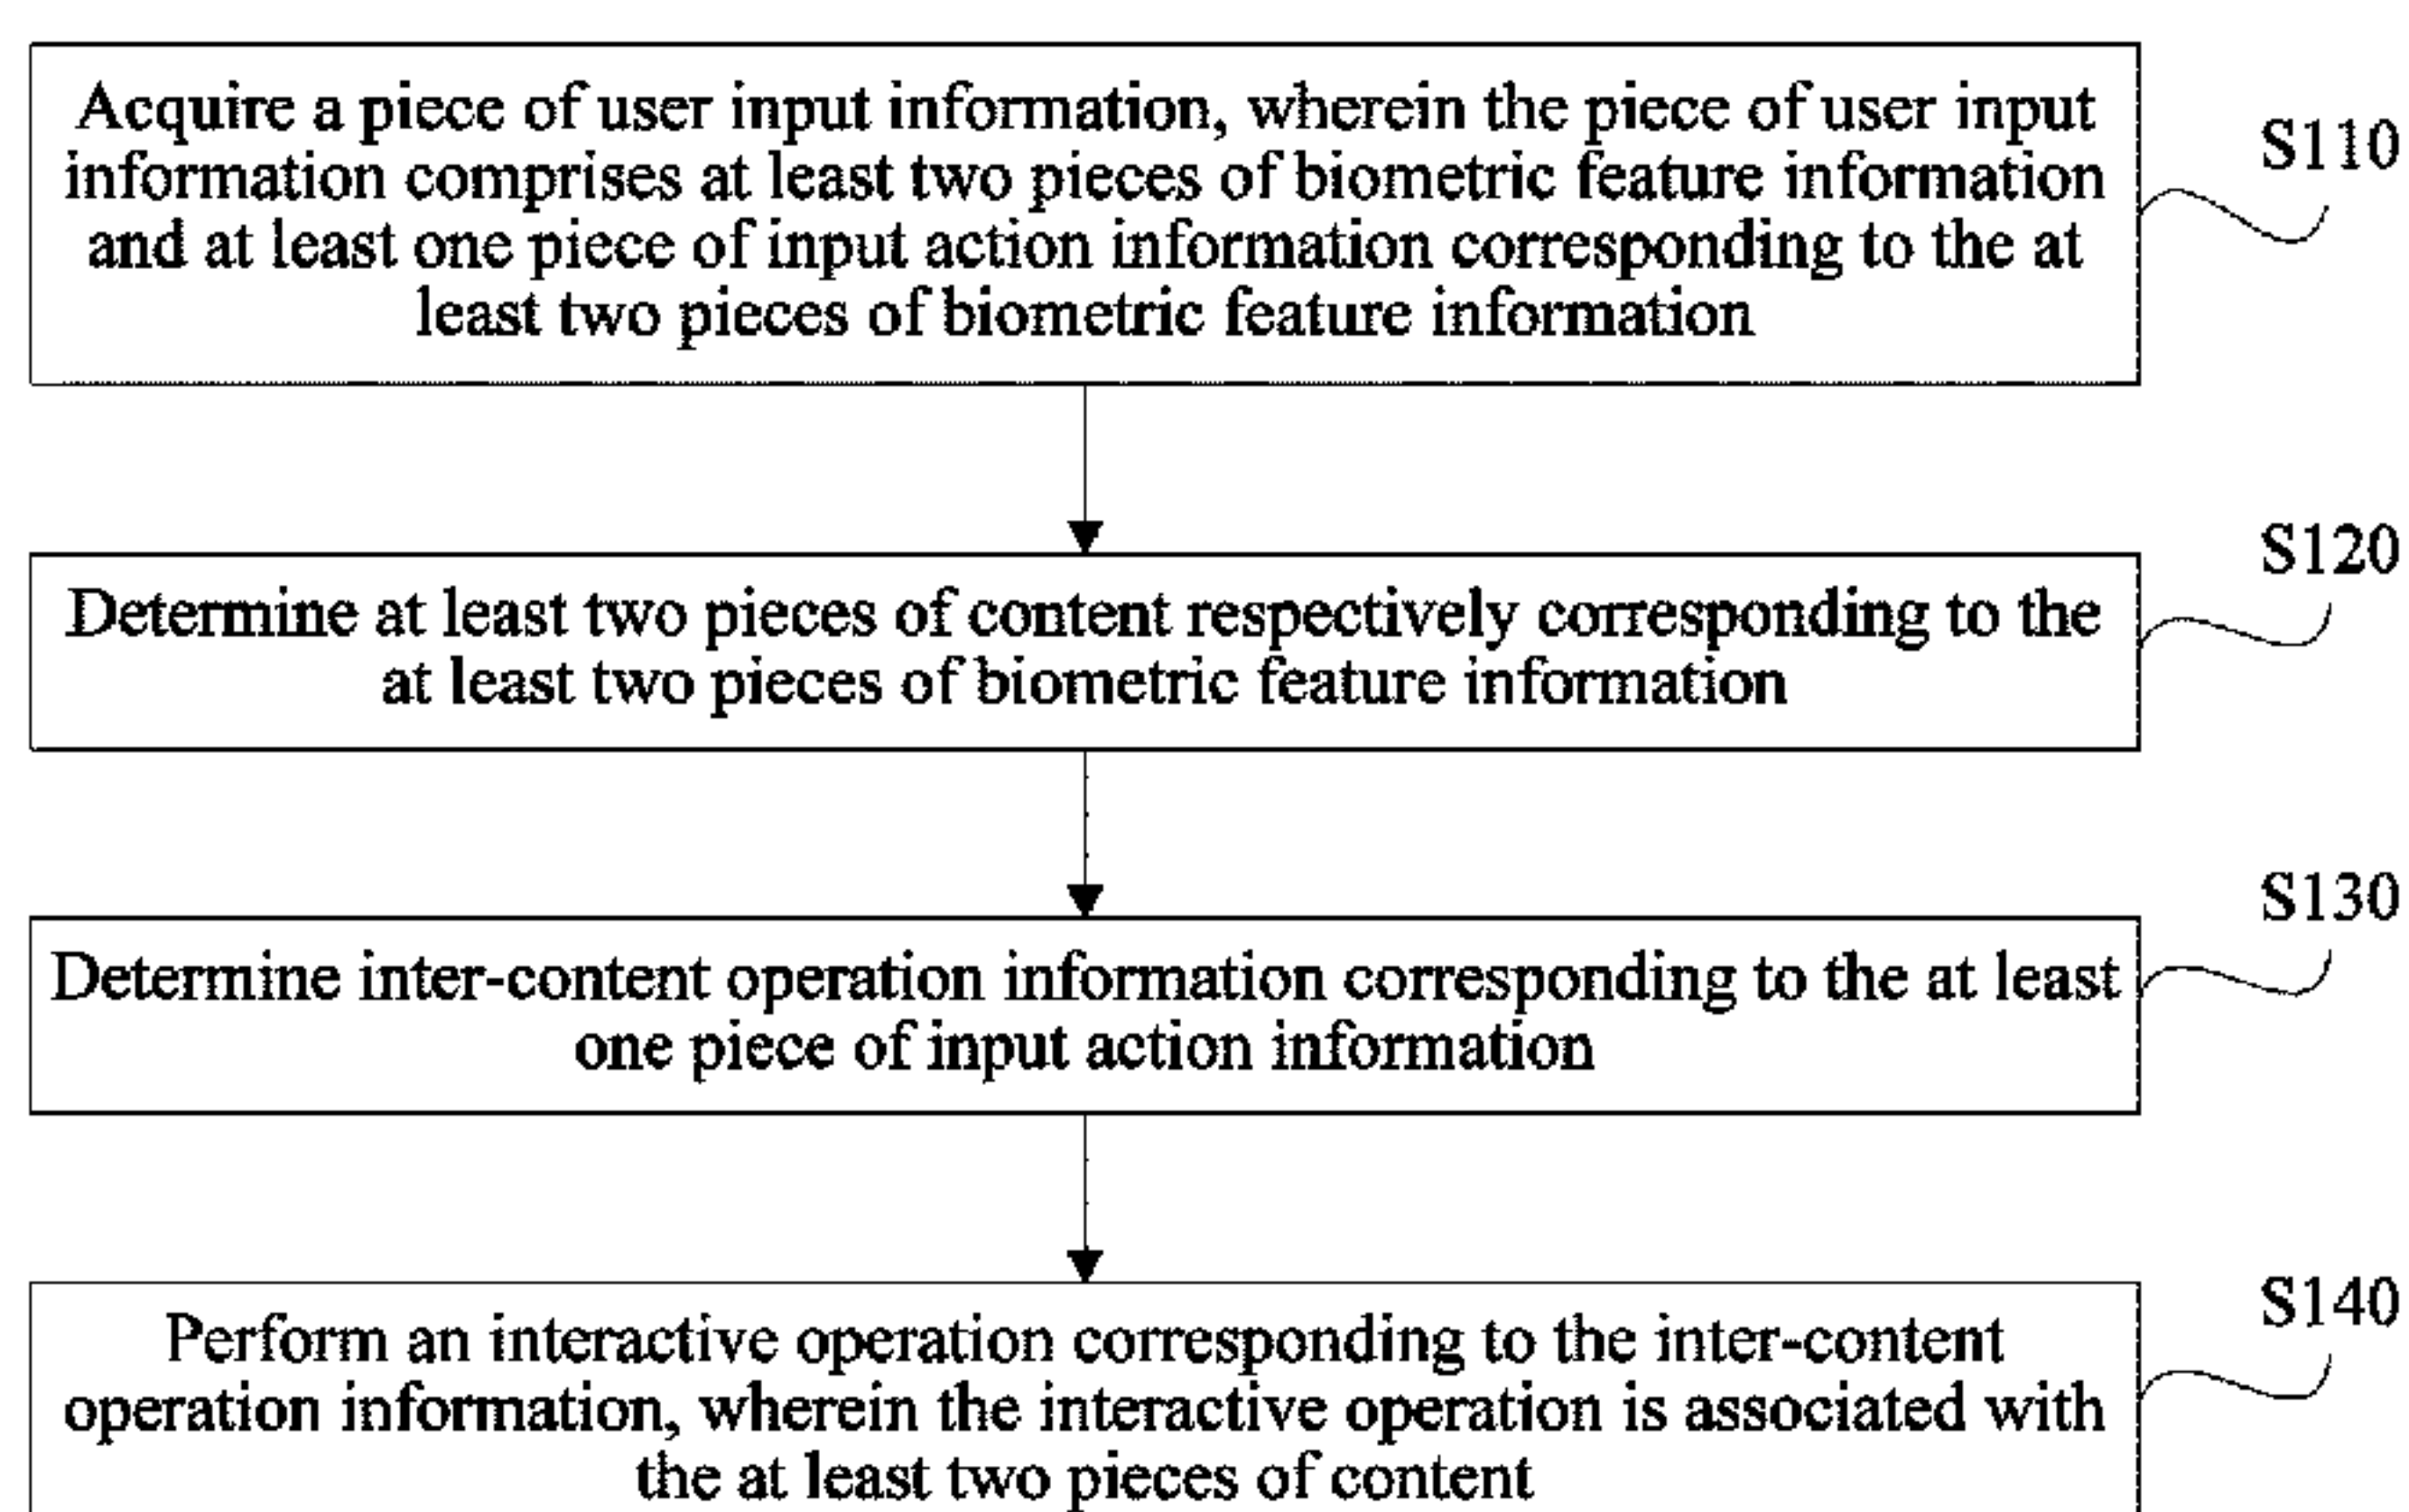 Acquire a piece of user input information, wherein the piece of user input
information comprises at least two pieces of biometric feature information
and at least one piece of input action information corresponding to the at
least two pieces of biometric feature information
S110
Determine at least two pieces of content respectively corresponding to the
at least two pieces of biometric feature information
S120
Determine inter-content operation information corresponding to the at least
one piece of input action information
S130
Perform an interactive operation corresponding to the inter-content
operation information, wherein the interactive operation is associated with
the at least two pieces of content
S140